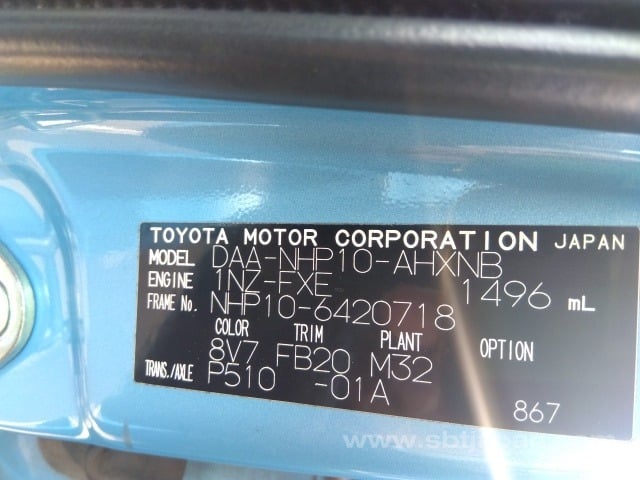 TOYOTA MOTOR CORPORATION JAPAN
MODEL DAA-NHP10-AHXNB
ENGINE 1NZ-FXE 1496 mL
FRAME No. NHP10-6420718
COLOR TRIM PLANT OPTION
8V7 FB20 M32
TRANS./AXLE P510 -01A
867